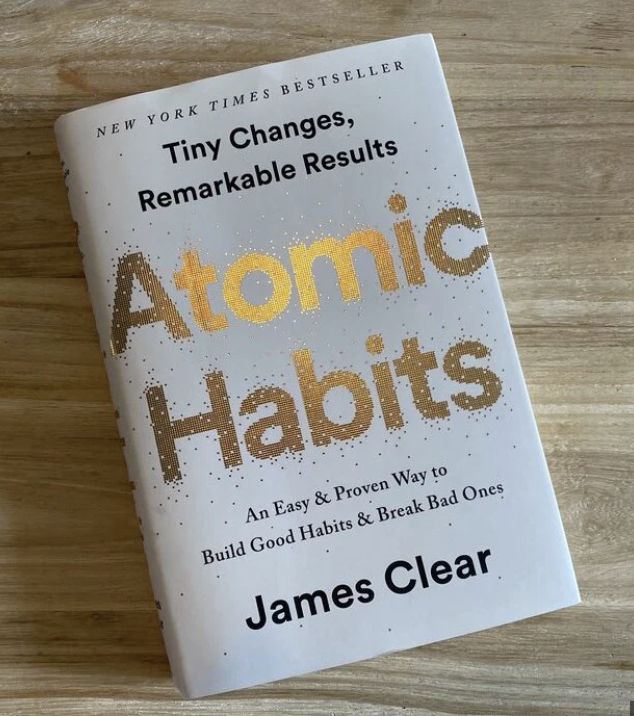 NEW YORK TIMES BESTSELLER
Tiny Changes,
Remarkable Results
Atomic
Habits
An Easy & Proven Way to
Build Good Habits & Break Bad Ones
James Clear